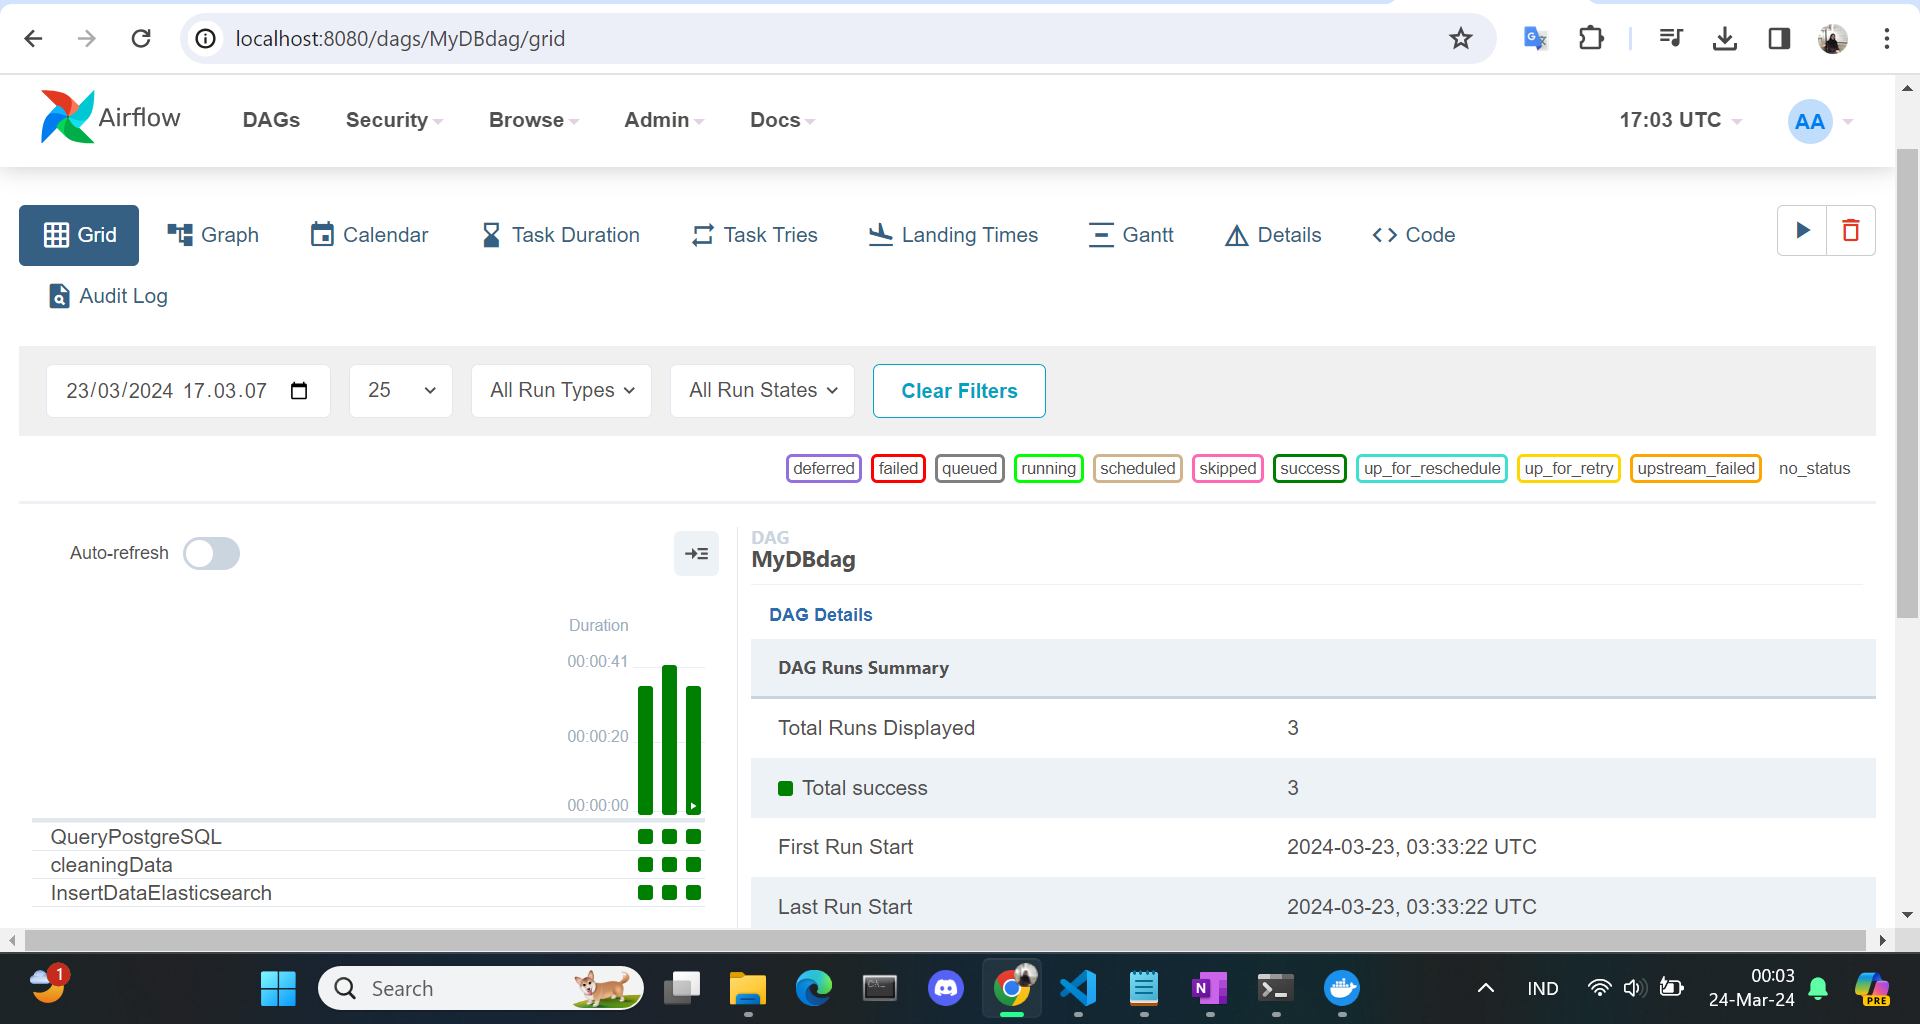 localhost:8080/dags/MyDBdag/grid
Airflow DAGs Security Browse Admin Docs 17:03 UTC AA
Grid Graph Calendar Task Duration Task Tries Landing Times Gantt Details Code
Audit Log
23/03/2024 17.03.07 25 All Run Types All Run States Clear Filters
deferred failed queued running scheduled skipped success up_for_reschedule up_for_retry upstream_failed no_status
Auto-refresh
Duration
00:00:41
00:00:20
00:00:00
QueryPostgreSQL
cleaningData
InsertDataElasticsearch
DAG
MyDBdag
DAG Details
DAG Runs Summary
Total Runs Displayed 3
Total success 3
First Run Start 2024-03-23, 03:33:22 UTC
Last Run Start 2024-03-23, 03:33:22 UTC
1 Search IND 00:03
24-Mar-24 PRE